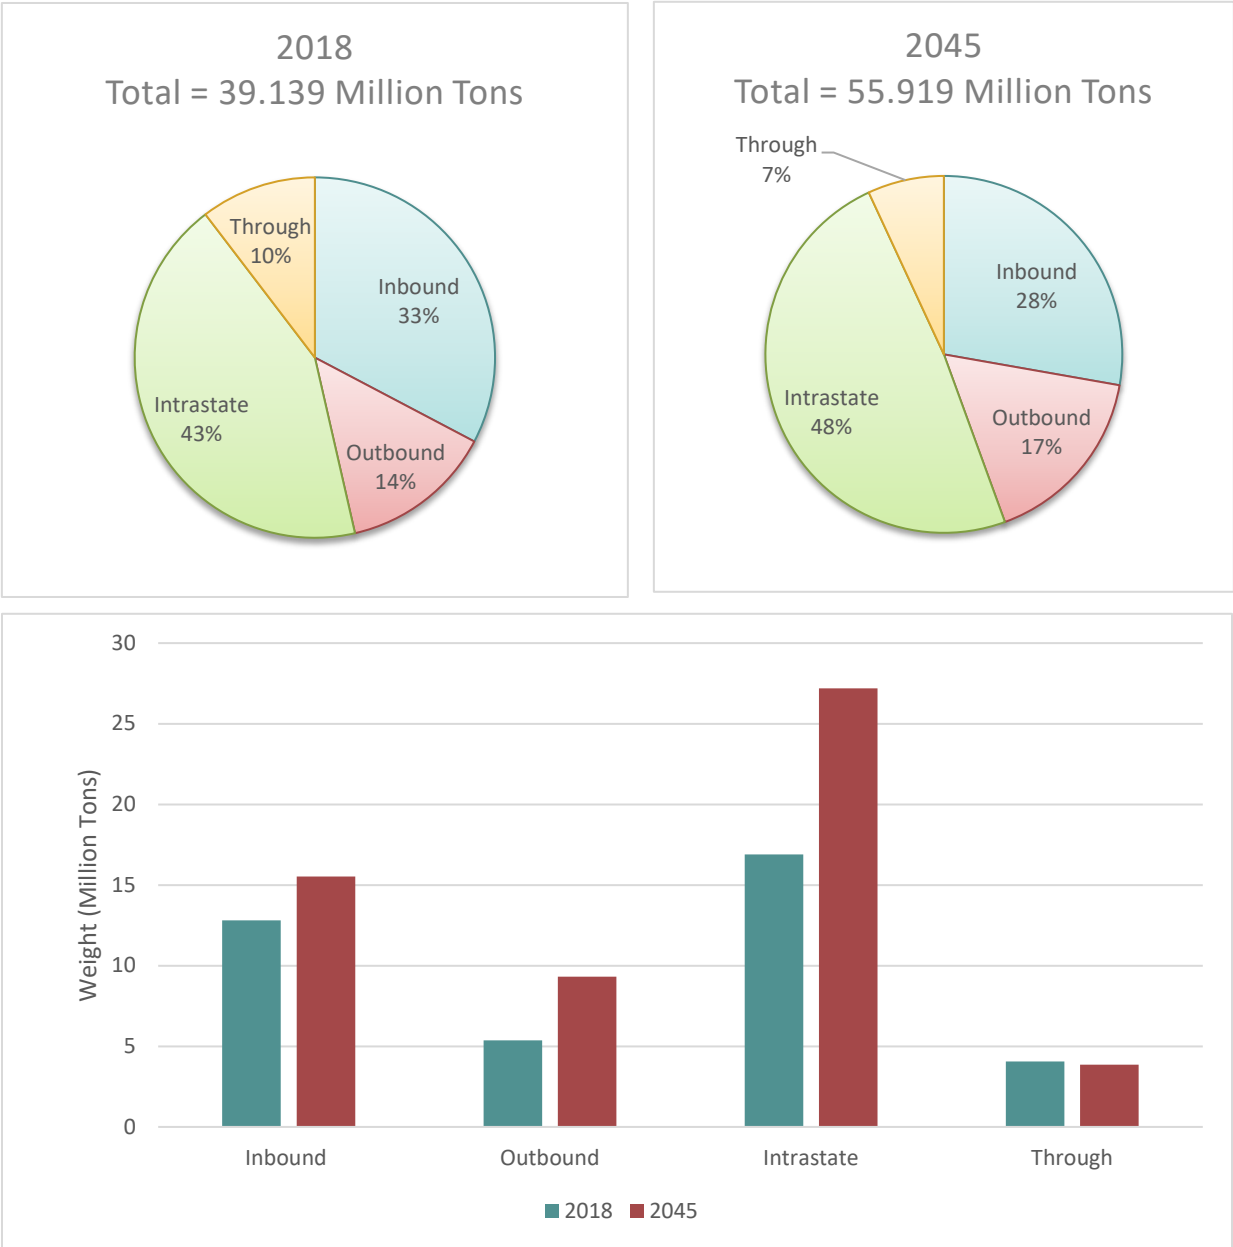 2018
Total = 39.139 Million Tons
Through
10%
Inbound
33%
Intrastate
43%
Outbound
14%
2045
Total = 55.919 Million Tons
Through
7%
Inbound
28%
Intrastate
48%
Outbound
17%
Weight (Million Tons)
30
25
20
15
10
5
0
Inbound Outbound Intrastate Through
2018 2045